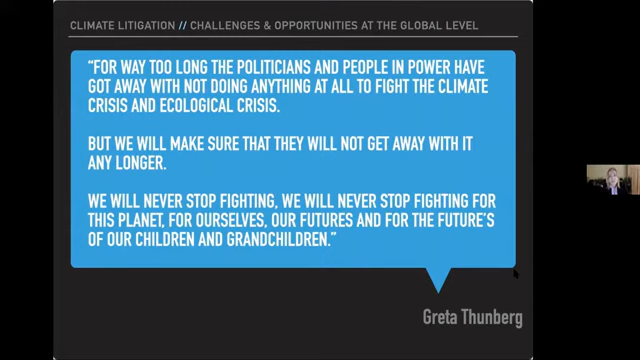 CLIMATE LITIGATION // CHALLENGES & OPPORTUNITIES AT THE GLOBAL LEVEL
“FOR WAY TOO LONG THE POLITICIANS AND PEOPLE IN POWER HAVE
GOT AWAY WITH NOT DOING ANYTHING AT ALL TO FIGHT THE CLIMATE
CRISIS AND ECOLOGICAL CRISIS.
BUT WE WILL MAKE SURE THAT THEY WILL NOT GET AWAY WITH IT
ANY LONGER.
WE WILL NEVER STOP FIGHTING, WE WILL NEVER STOP FIGHTING FOR
THIS PLANET, FOR OURSELVES, OUR FUTURES AND FOR THE FUTURE’S
OF OUR CHILDREN AND GRANDCHILDREN.”
Greta Thunberg